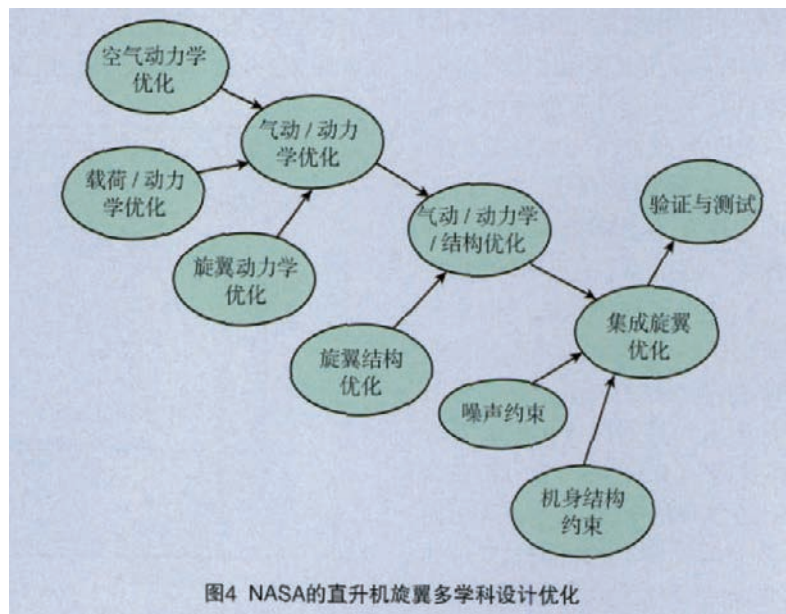 空气动力学
优化
气动 / 动力
学优化
载荷 / 动力
学优化
旋翼动力学
优化
气动 / 动力学
/ 结构优化
验证与测试
旋翼结构
优化
集成旋翼
优化
噪声约束
机身结构
约束
图4 NASA的直升机旋翼多学科设计优化